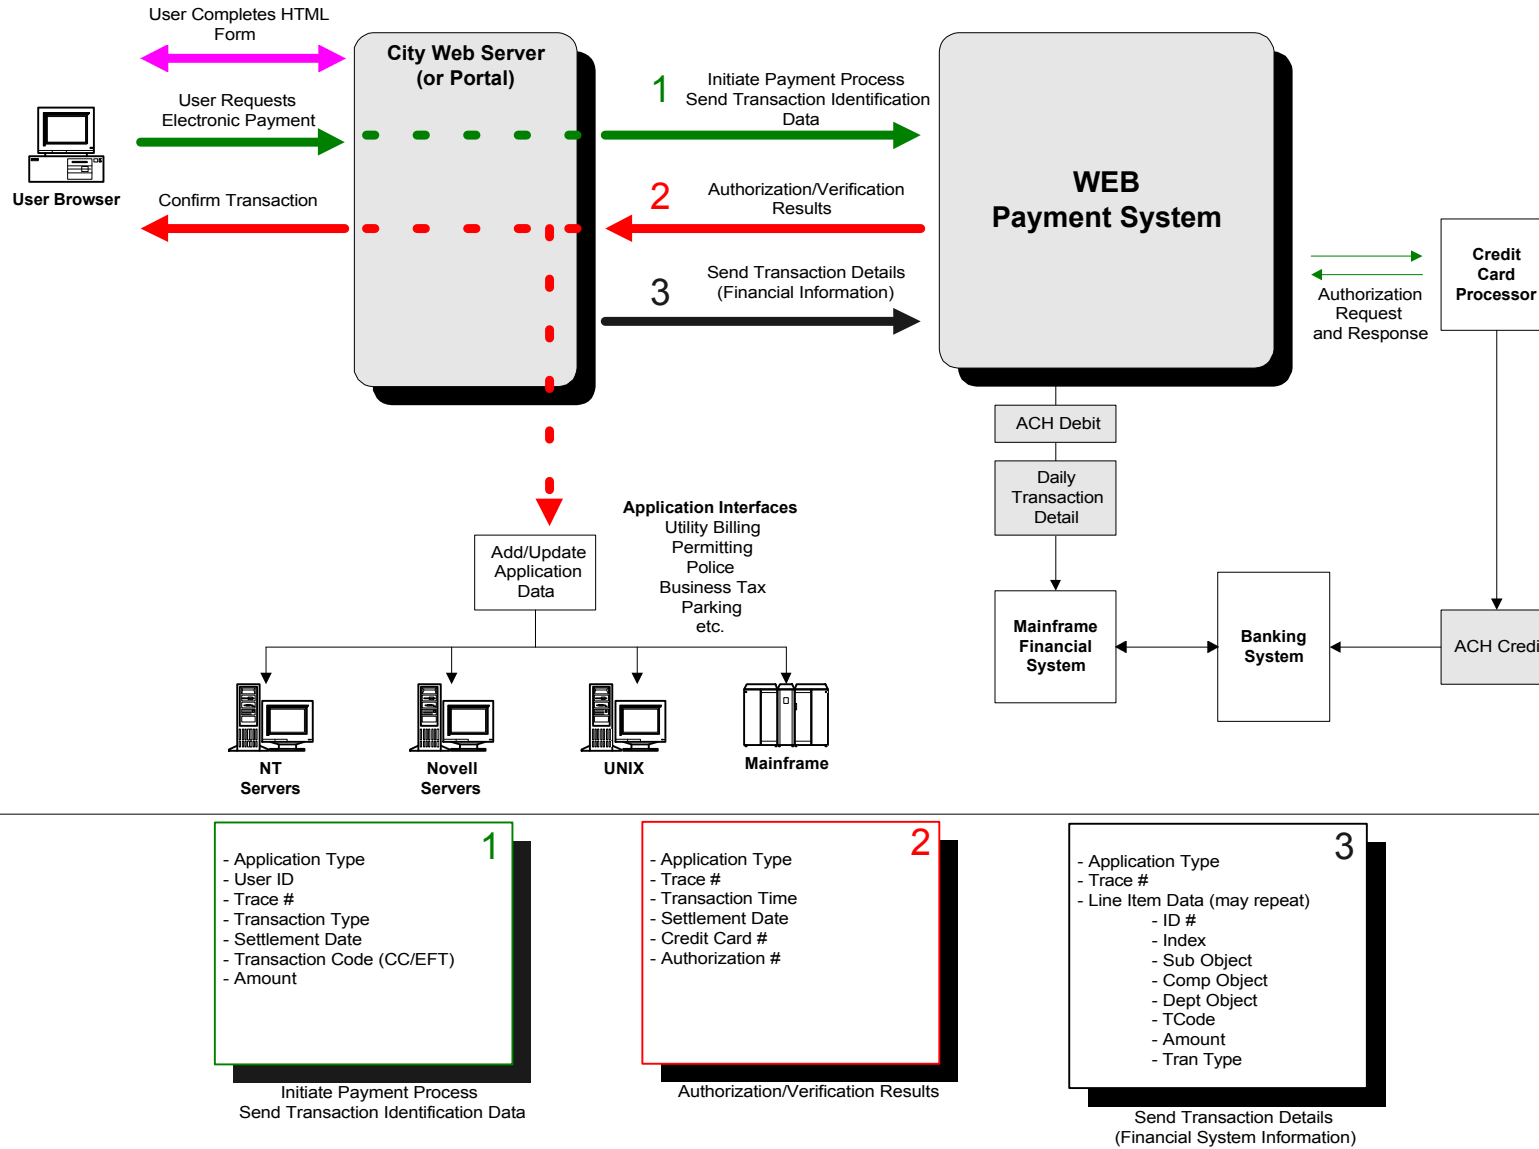 User Completes HTML
Form
City Web Server
(or Portal)
User Requests
Electronic Payment
User Browser
Confirm Transaction
1
Initiate Payment Process
Send Transaction Identification
Data
2
Authorization/Verification
Results
3
Send Transaction Details
(Financial Information)
WEB
Payment System
Authorization
Request
and Response
Credit
Card
Processor
ACH Debit
Daily
Transaction
Detail
Mainframe
Financial
System
Banking
System
ACH Credi
Add/Update
Application
Data
Application Interfaces
Utility Billing
Permitting
Police
Business Tax
Parking
etc.
NT
Servers
Novell
Servers
UNIX
Mainframe
1
- Application Type
- User ID
- Trace #
- Transaction Type
- Settlement Date
- Transaction Code (CC/EFT)
- Amount
Initiate Payment Process
Send Transaction Identification Data
2
- Application Type
- Trace #
- Transaction Time
- Settlement Date
- Credit Card #
- Authorization #
Authorization/Verification Results
3
- Application Type
- Trace #
- Line Item Data (may repeat)
- ID #
- Index
- Sub Object
- Comp Object
- Dept Object
- TCode
- Amount
- Tran Type
Send Transaction Details
(Financial System Information)